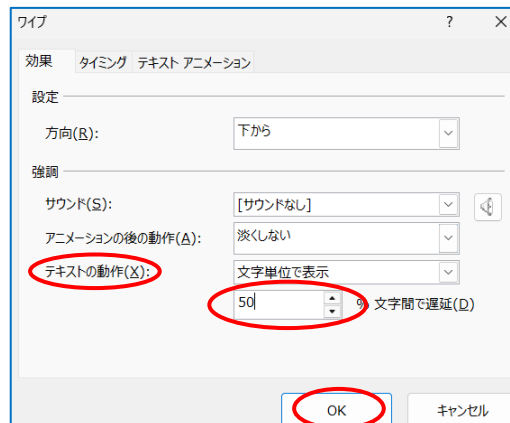 ワイプ ? ×
効果 タイミング テキスト アニメーション
設定
方向(R): 下から
強調
サウンド(S): [サウンドなし]
アニメーションの後の動作(A): 淡くしない
テキストの動作(X): 文字単位で表示
50 % 文字間で遅延(D)
OK キャンセル